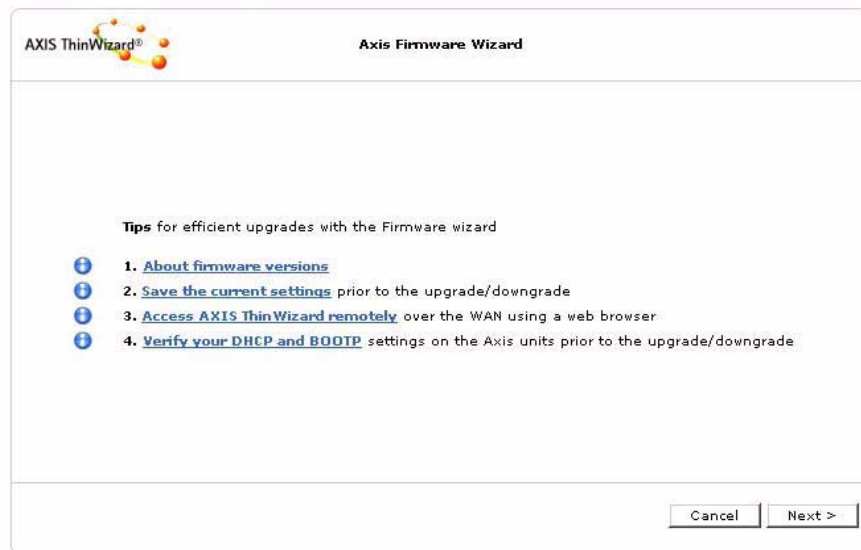 AXIS ThinWizard®
Axis Firmware Wizard
Tips for efficient upgrades with the Firmware wizard
1. About firmware versions
2. Save the current settings prior to the upgrade/downgrade
3. Access AXIS ThinWizard remotely over the WAN using a web browser
4. Verify your DHCP and BOOTP settings on the Axis units prior to the upgrade/downgrade
Cancel
Next >